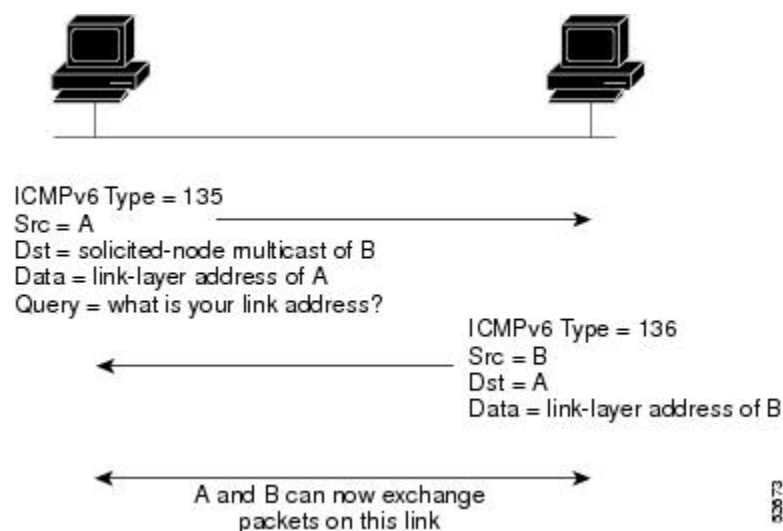 ICMPv6 Type = 135
Src = A
Dst = solicited-node multicast of B
Data = link-layer address of A
Query = what is your link address?
ICMPv6 Type = 136
Src = B
Dst = A
Data = link-layer address of B
A and B can now exchange
packets on this link